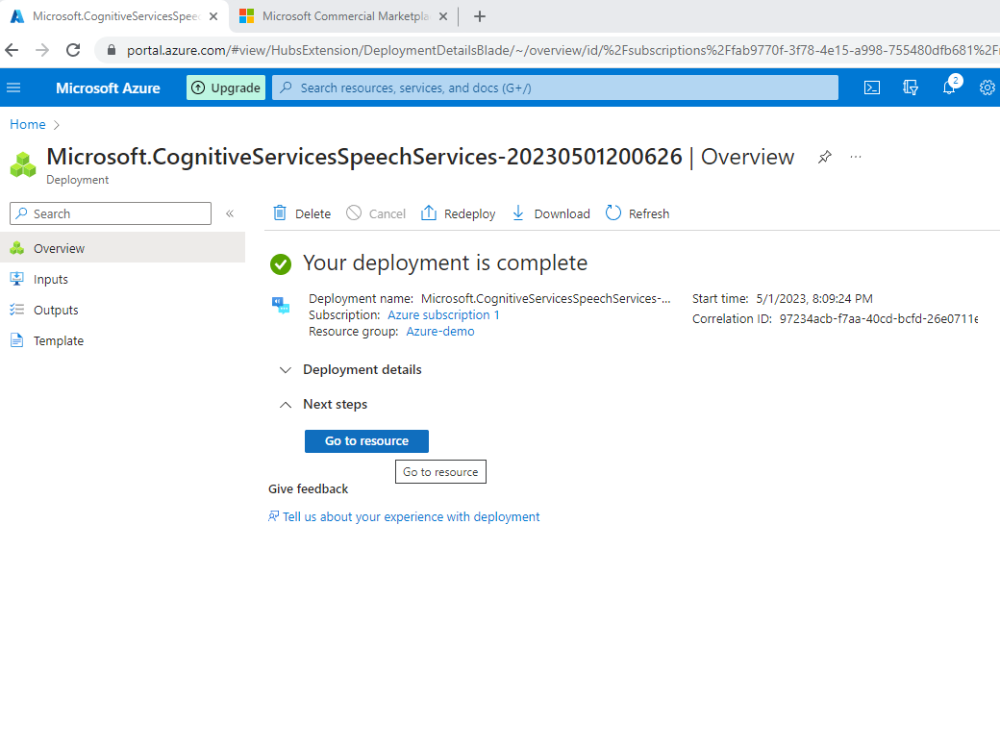 Microsoft.CognitiveServicesSpeec
Microsoft Commercial Marketpla
portal.azure.com/#view/HubsExtension/DeploymentDetailsBlade/~/overview/id/%2Fsubscriptions%2Ffab9770f-3f78-4e15-a998-755480dfb681%2Fr
Microsoft Azure
Upgrade
Search resources, services, and docs (G+/)
2
Home
Microsoft.CognitiveServicesSpeechServices-20230501200626 | Overview
Deployment
Search
«
Delete
Cancel
Redeploy
Download
Refresh
Overview
Inputs
Outputs
Template
Your deployment is complete
Deployment name: Microsoft.CognitiveServicesSpeechServices-...
Subscription: Azure subscription 1
Resource group: Azure-demo
Start time: 5/1/2023, 8:09:24 PM
Correlation ID: 97234acb-f7aa-40cd-bcfd-26e0711e
Deployment details
Next steps
Go to resource
Go to resource
Give feedback
Tell us about your experience with deployment